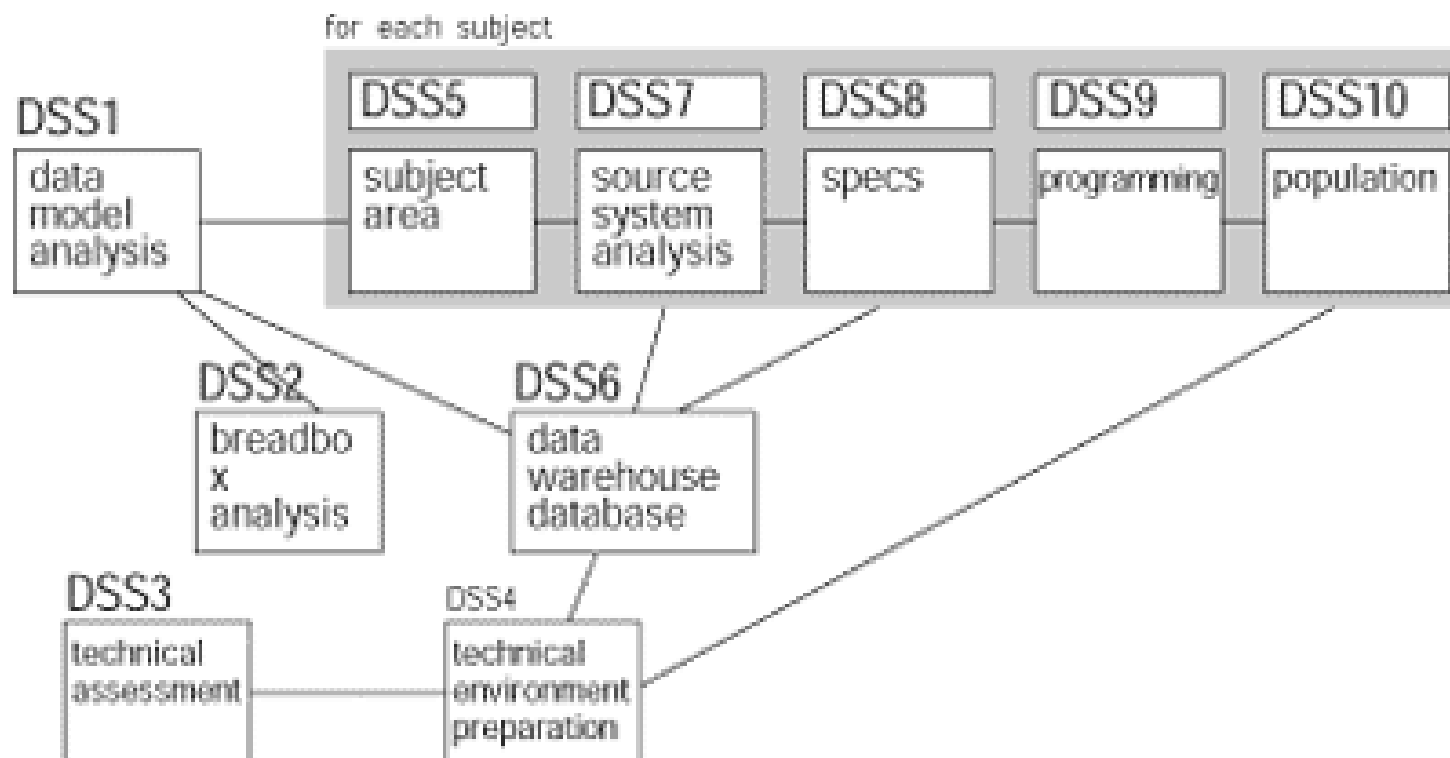 for each subject
DSS5
DSS7
DSS8
DSS9
DSS10
DSS1
data
model
analysis
subject
area
source
system
analysis
specs
programming
population
DSS2
breadbo
x
analysis
DSS6
data
warehouse
database
DSS3
technical
assessment
DSS4
technical
environment
preparation